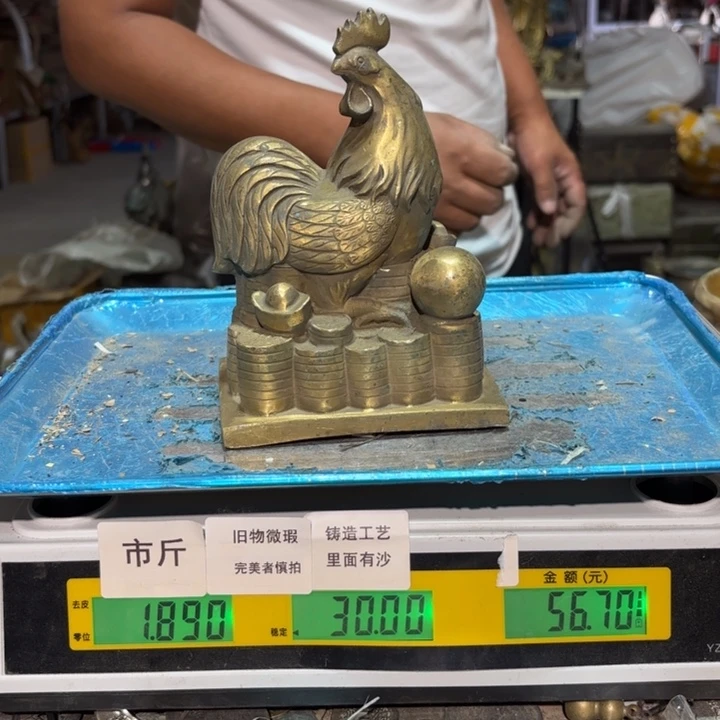 市斤
旧物微瑕
完美者慎拍
铸造工艺
里面有沙
金额(元)
去皮
零位
1.890
稳定
30.00
56.70
YZ